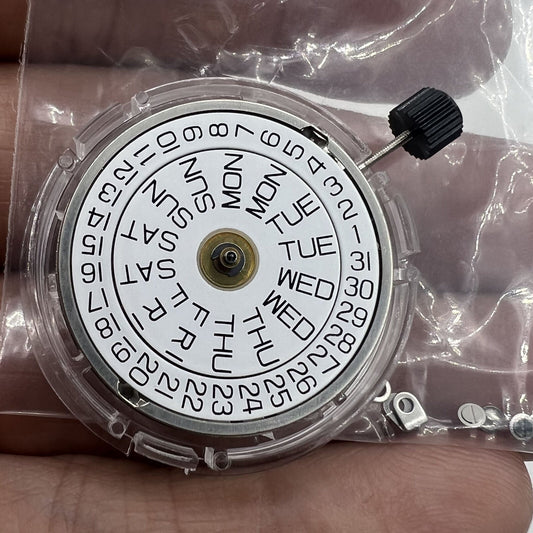 1
2
3
4
5
6
7
8
9
10
11
12
13
14
15
16
17
18
19
20
21
22
23
24
25
26
27
28
29
30
31
MON
MON
TUE
TUE
WED
WED
THU
THU
FRI
FRI
SAT
SAT
SUN
SUN